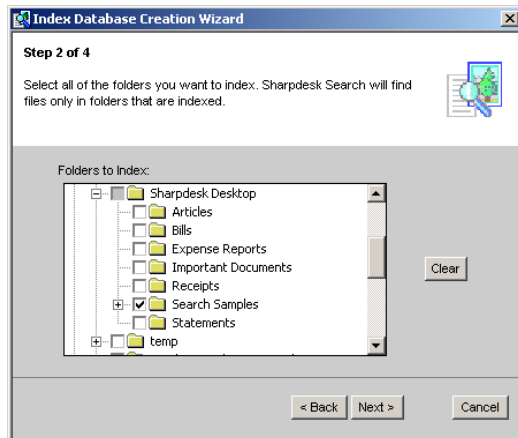 Index Database Creation Wizard
Step 2 of 4
Select all of the folders you want to index. Sharpdesk Search will find
files only in folders that are indexed.
Folders to Index:
Sharpdesk Desktop
Articles
Bills
Expense Reports
Important Documents
Receipts
Search Samples
Statements
temp
Clear
< Back
Next >
Cancel